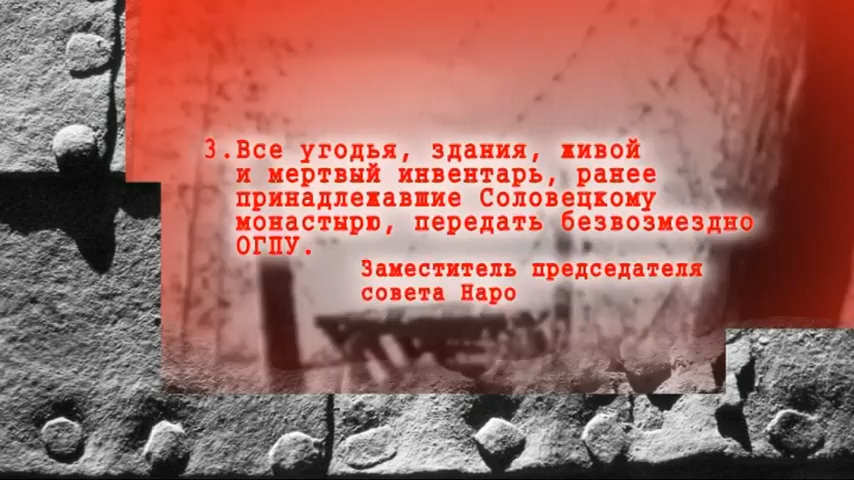 3.Все угодья, здания, живой
и мертвый инвентарь, ранее
принадлежавшие Соловецкому
монастырю, передать безвозмездно
ОГПУ.
Заместитель председателя
совета Наро